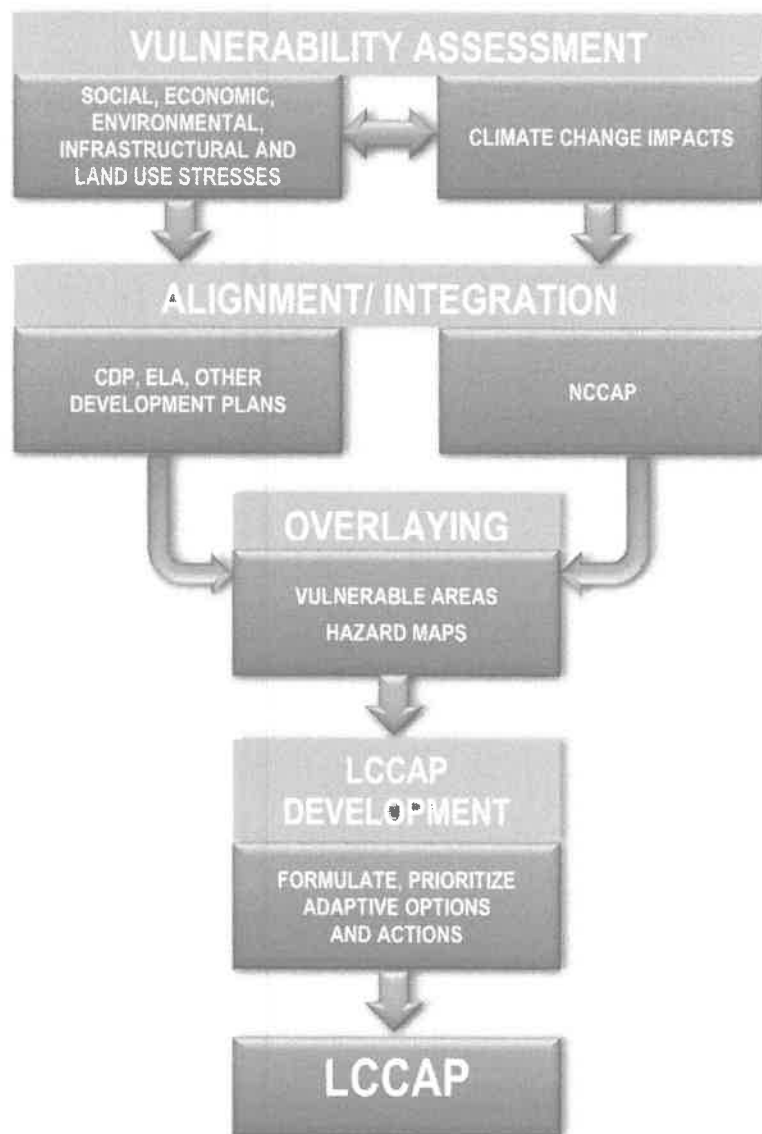 VULNERABILITY ASSESSMENT
SOCIAL, ECONOMIC,
ENVIRONMENTAL,
INFRASTRUCTURAL AND
LAND USE STRESSES
CLIMATE CHANGE IMPACTS
ALIGNMENT/ INTEGRATION
CDP, ELA, OTHER
DEVELOPMENT PLANS
NCCAP
OVERLAYING
VULNERABLE AREAS
HAZARD MAPS
LCCAP
DEVELOPMENT
FORMULATE, PRIORITIZE
ADAPTIVE OPTIONS
AND ACTIONS
LCCAP